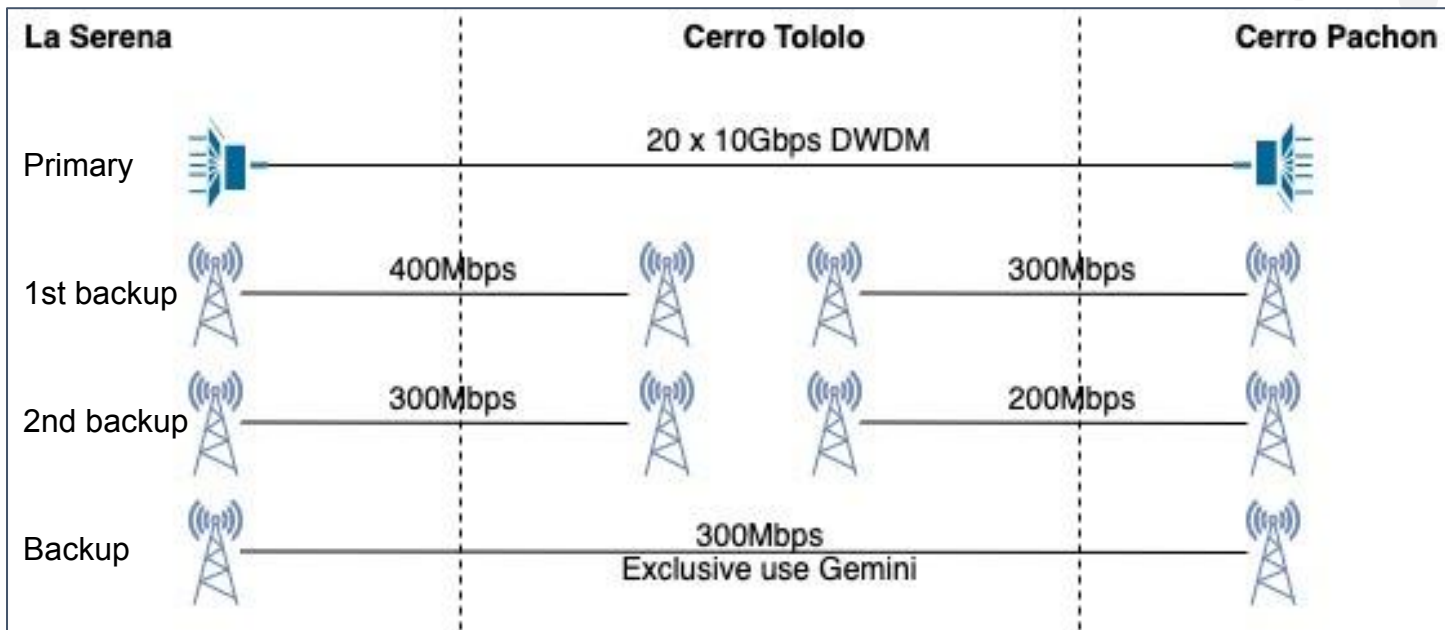 La Serena
Cerro Tololo
Cerro Pachon
Primary
20 x 10Gbps DWDM
1st backup
400Mbps
300Mbps
2nd backup
300Mbps
200Mbps
Backup
300Mbps
Exclusive use Gemini